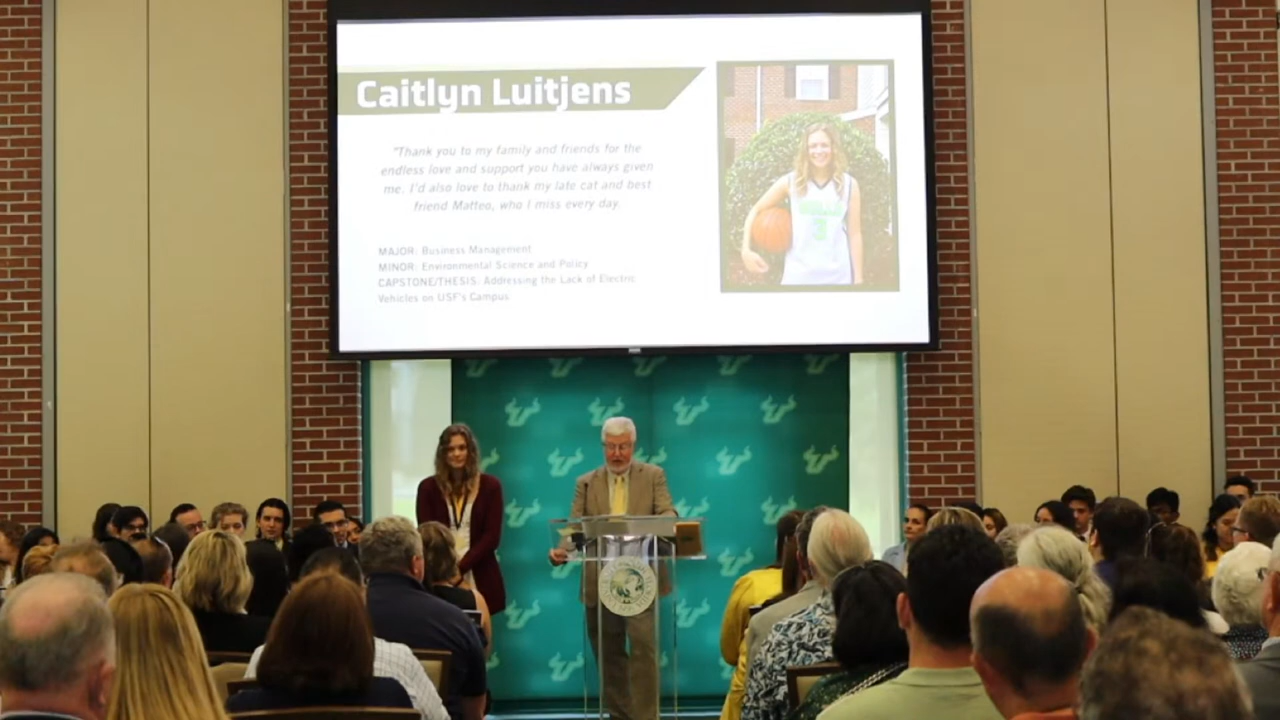 Caitlyn Luitjens
"Thank you to my family and friends for the
endless love and support you have always given
me. I'd also love to thank my late cat and best
friend Matteo, who I miss every day.
MAJOR: Business Management
MINOR: Environmental Science and Policy
CAPSTONE/THESIS: Addressing the Lack of Electric
Vehicles on USF's Campus
3